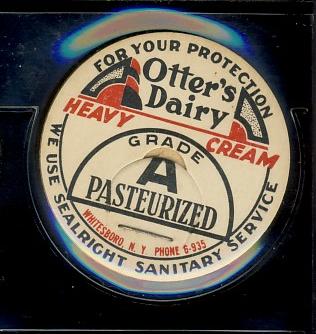 FOR YOUR PROTECTION
Otter's
Dairy
HEAVY CREAM
GRADE
A
PASTEURIZED
WHITESBORO, N. Y. PHONE 6-935
WE USE SEALRIGHT SANITARY SERVICE